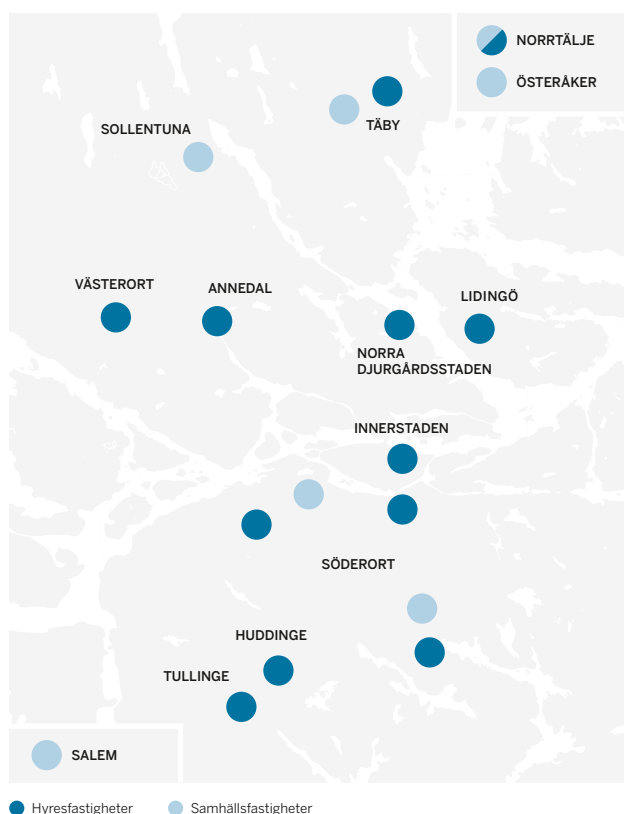 NORRTÄLJE
ÖSTERÅKER
TÄBY
SOLLENTUNA
VÄSTERORT
ANNEDAL
LIDINGÖ
NORRA
DJURGÅRDSSTADEN
INNERSTADEN
SÖDERORT
HUDDINGE
TULLINGE
SALEM
Hyresfastigheter
Samhällsfastigheter